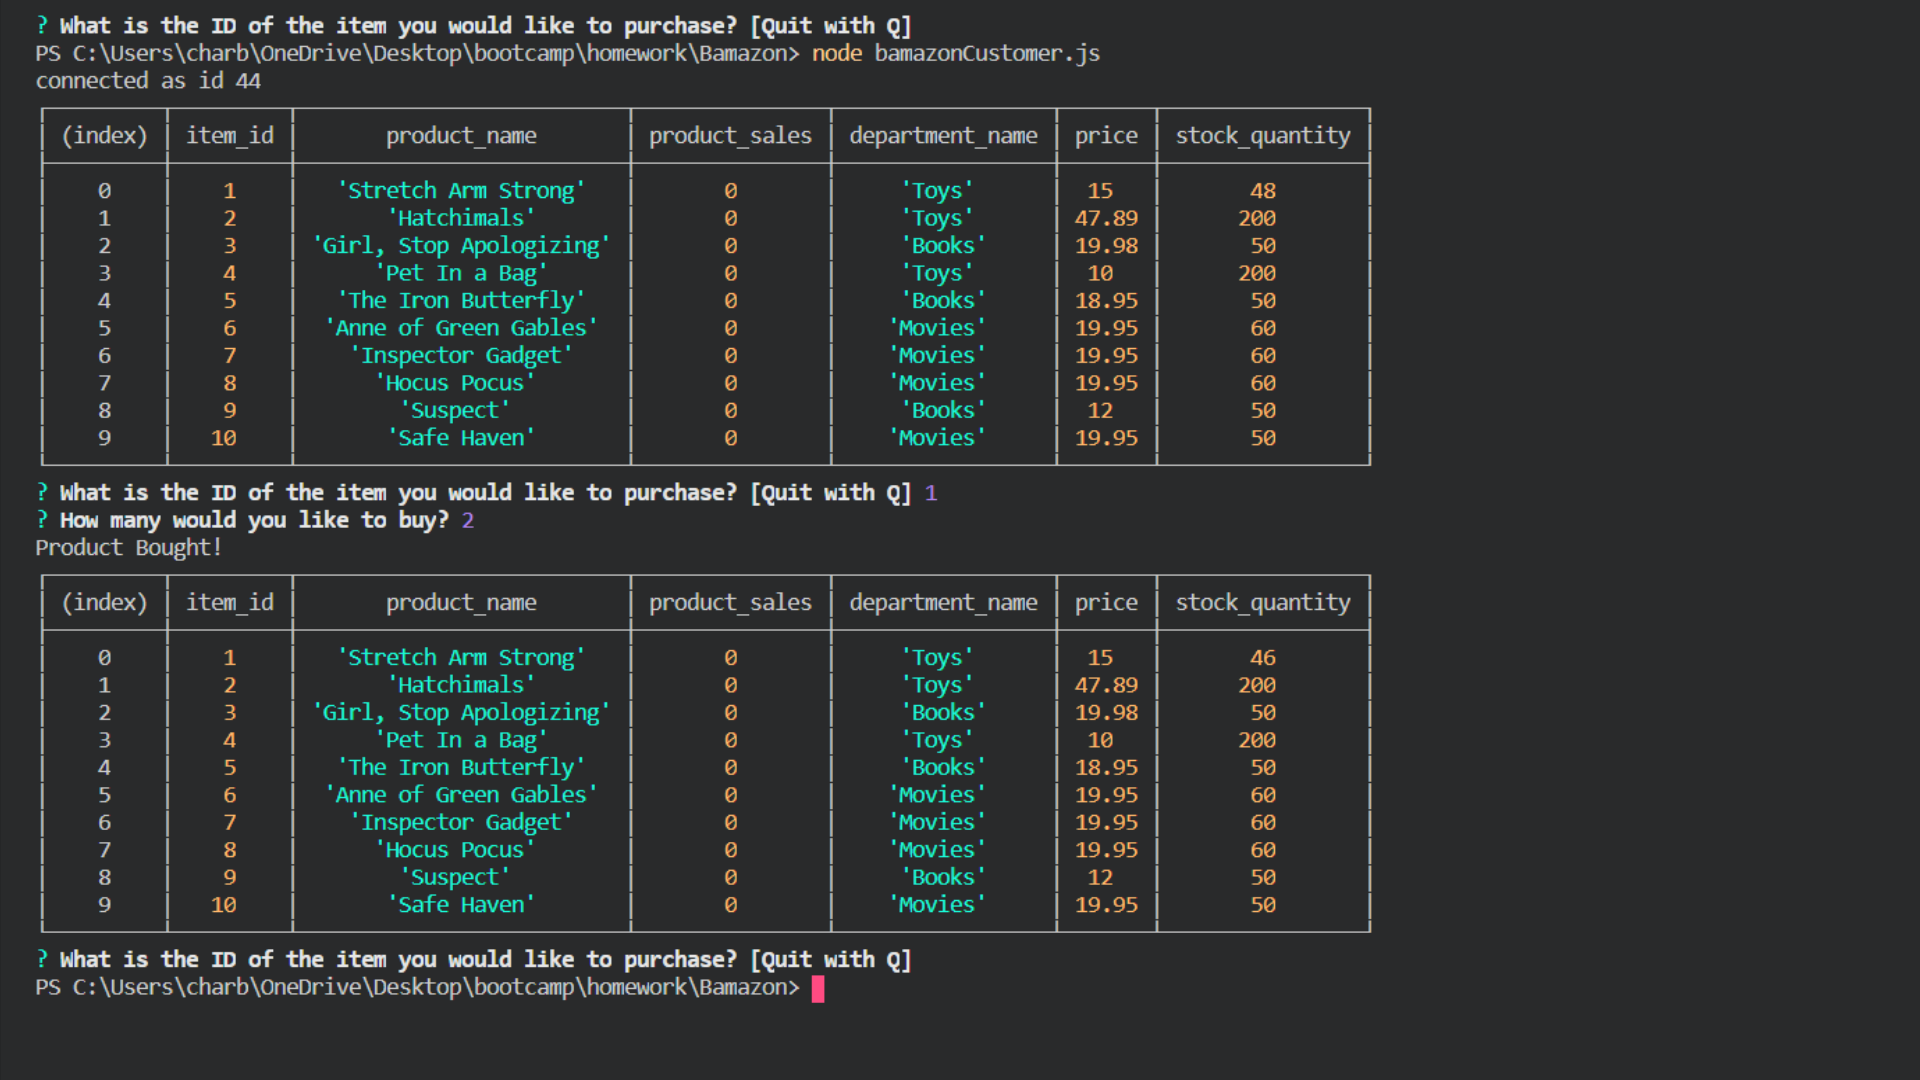 ? What is the ID of the item you would like to purchase? [Quit with Q]
PS C:\Users\charb\OneDrive\Desktop\bootcamp\homework\Bamazon> node bamazonCustomer.js
connected as id 44
(index) item_id product_name product_sales department_name price stock_quantity
0 1 'Stretch Arm Strong' 0 'Toys' 15 48
1 2 'Hatchimals' 0 'Toys' 47.89 200
2 3 'Girl, Stop Apologizing' 0 'Books' 19.98 50
3 4 'Pet In a Bag' 0 'Toys' 10 200
4 5 'The Iron Butterfly' 0 'Books' 18.95 50
5 6 'Anne of Green Gables' 0 'Movies' 19.95 60
6 7 'Inspector Gadget' 0 'Movies' 19.95 60
7 8 'Hocus Pocus' 0 'Movies' 19.95 60
8 9 'Suspect' 0 'Books' 12 50
9 10 'Safe Haven' 0 'Movies' 19.95 50
? What is the ID of the item you would like to purchase? [Quit with Q] 1
? How many would you like to buy? 2
Product Bought!
(index) item_id product_name product_sales department_name price stock_quantity
0 1 'Stretch Arm Strong' 0 'Toys' 15 46
1 2 'Hatchimals' 0 'Toys' 47.89 200
2 3 'Girl, Stop Apologizing' 0 'Books' 19.98 50
3 4 'Pet In a Bag' 0 'Toys' 10 200
4 5 'The Iron Butterfly' 0 'Books' 18.95 50
5 6 'Anne of Green Gables' 0 'Movies' 19.95 60
6 7 'Inspector Gadget' 0 'Movies' 19.95 60
7 8 'Hocus Pocus' 0 'Movies' 19.95 60
8 9 'Suspect' 0 'Books' 12 50
9 10 'Safe Haven' 0 'Movies' 19.95 50
? What is the ID of the item you would like to purchase? [Quit with Q]
PS C:\Users\charb\OneDrive\Desktop\bootcamp\homework\Bamazon>